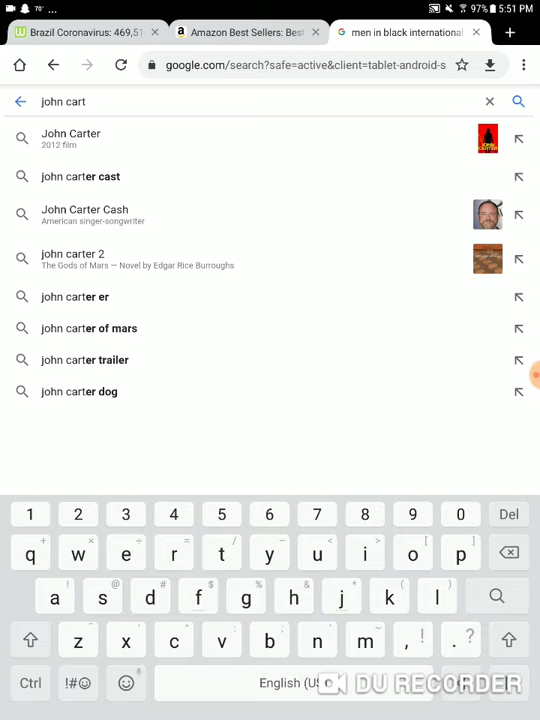 70° ... 97% 5:51 PM
Brazil Coronavirus: 469,51
Amazon Best Sellers: Best
men in black international
google.com/search?safe=active&client=tablet-android-s
john cart
John Carter
2012 film
john carter cast
John Carter Cash
American singer-songwriter
john carter 2
The Gods of Mars — Novel by Edgar Rice Burroughs
john carter er
john carter of mars
john carter trailer
john carter dog
1 2 3 4 5 6 7 8 9 0 Del
+ × ÷ = / _ < > [ ]
q w e r t y u i o p
! @ # $ % ^ & * ( )
a s d f g h j k l
- ' " : ; , ! ?
z x c v b n m , .
Ctrl !#☺ English (US) DU RECORDER